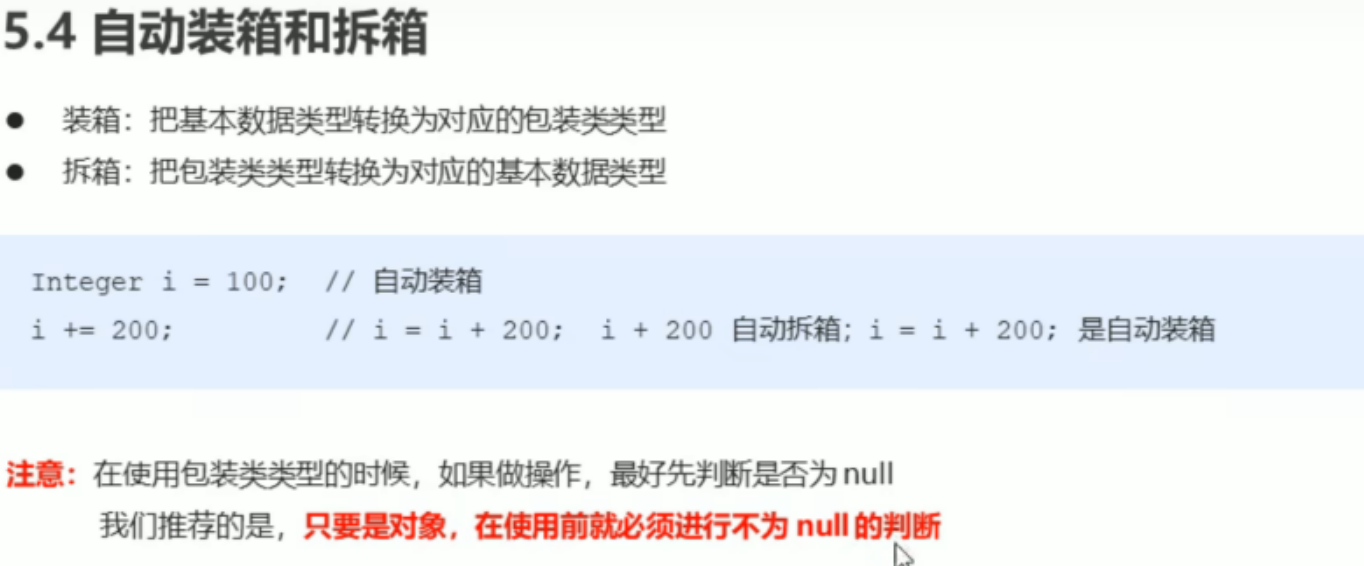 5.4 自动装箱和拆箱
● 装箱：把基本数据类型转换为对应的包装类类型
● 拆箱：把包装类类型转换为对应的基本数据类型
Integer i = 100; // 自动装箱
i += 200; // i = i + 200; i + 200 自动拆箱；i = i + 200; 是自动装箱
注意：在使用包装类类型的时候，如果做操作，最好先判断是否为 null
我们推荐的是，只要是对象，在使用前就必须进行不为 null 的判断